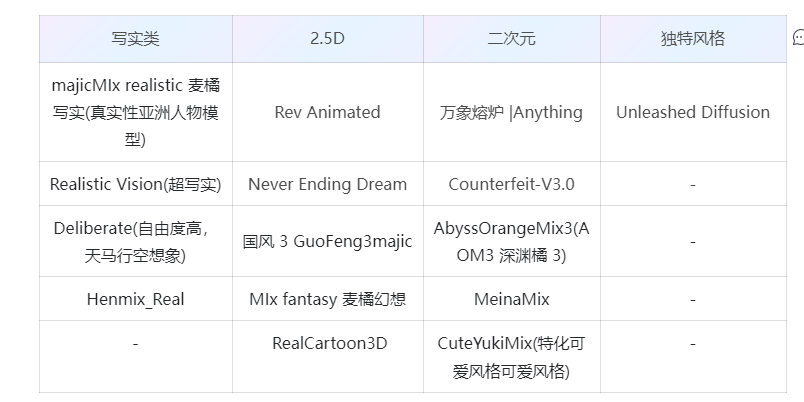 写实类
2.5D
二次元
独特风格
majicMIx realistic 麦橘
写实(真实性亚洲人物模
型)
Rev Animated
万象熔炉 |Anything
Unleashed Diffusion
Realistic Vision(超写实)
Never Ending Dream
Counterfeit-V3.0
-
Deliberate(自由度高，
天马行空想象)
国风 3 GuoFeng3majic
AbyssOrangeMix3(A
OM3 深渊橘 3)
-
Henmix_Real
MIx fantasy 麦橘幻想
MeinaMix
-
-
RealCartoon3D
CuteYukiMix(特化可
爱风格可爱风格)
-